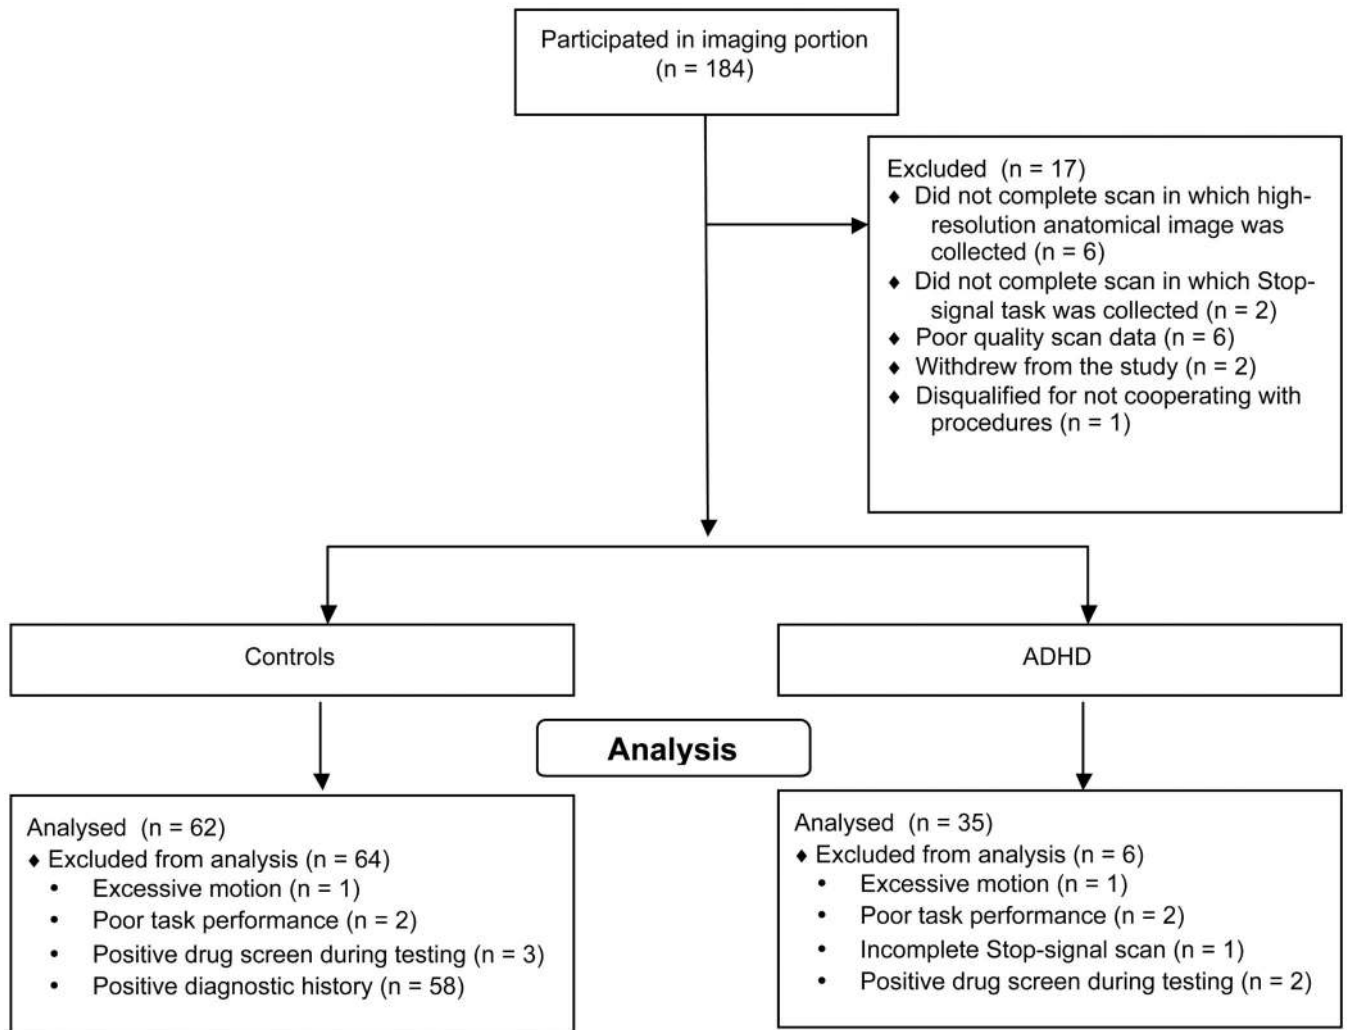 Participated in imaging portion
(n = 184)
Excluded  (n = 17)
♦ Did not complete scan in which high-
resolution anatomical image was
collected (n = 6)
♦ Did not complete scan in which Stop-
signal task was collected (n = 2)
♦ Poor quality scan data (n = 6)
♦ Withdrew from the study (n = 2)
♦ Disqualified for not cooperating with
procedures (n = 1)
Controls
ADHD
Analysis
Analysed  (n = 62)
♦ Excluded from analysis (n = 64)
• Excessive motion (n = 1)
• Poor task performance (n = 2)
• Positive drug screen during testing (n = 3)
• Positive diagnostic history (n = 58)
Analysed  (n = 35)
♦ Excluded from analysis (n = 6)
• Excessive motion (n = 1)
• Poor task performance (n = 2)
• Incomplete Stop-signal scan (n = 1)
• Positive drug screen during testing (n = 2)